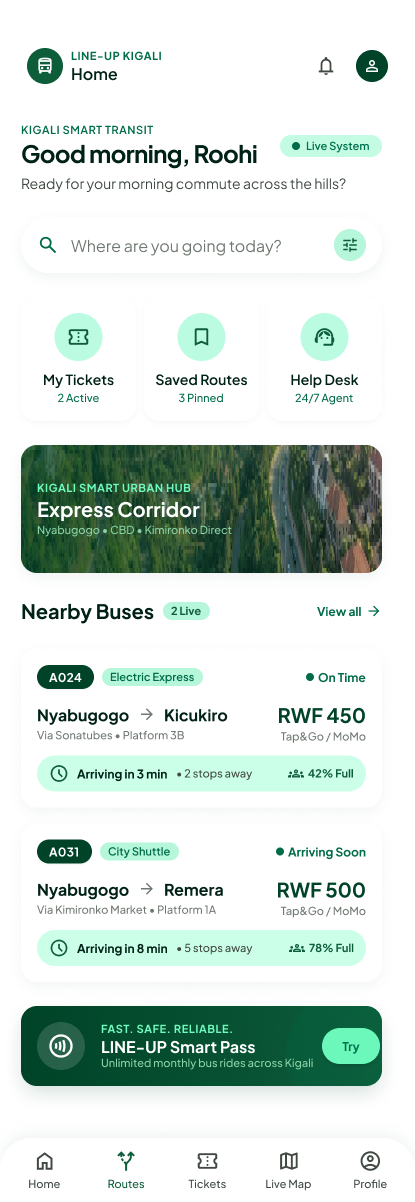 LINE-UP KIGALI
Home
KIGALI SMART TRANSIT
Good morning, Roohi
Live System
Ready for your morning commute across the hills?
Where are you going today?
My Tickets
2 Active
Saved Routes
3 Pinned
Help Desk
24/7 Agent
KIGALI SMART URBAN HUB
Express Corridor
Nyabugogo • CBD • Kimironko Direct
Nearby Buses 2 Live View all →
A024 Electric Express • On Time
Nyabugogo → Kicukiro RWF 450
Via Sonatubes • Platform 3B Tap&Go / MoMo
Arriving in 3 min • 2 stops away 42% Full
A031 City Shuttle • Arriving Soon
Nyabugogo → Remera RWF 500
Via Kimironko Market • Platform 1A Tap&Go / MoMo
Arriving in 8 min • 5 stops away 78% Full
FAST. SAFE. RELIABLE.
LINE-UP Smart Pass
Unlimited monthly bus rides across Kigali
Try
Home Routes Tickets Live Map Profile